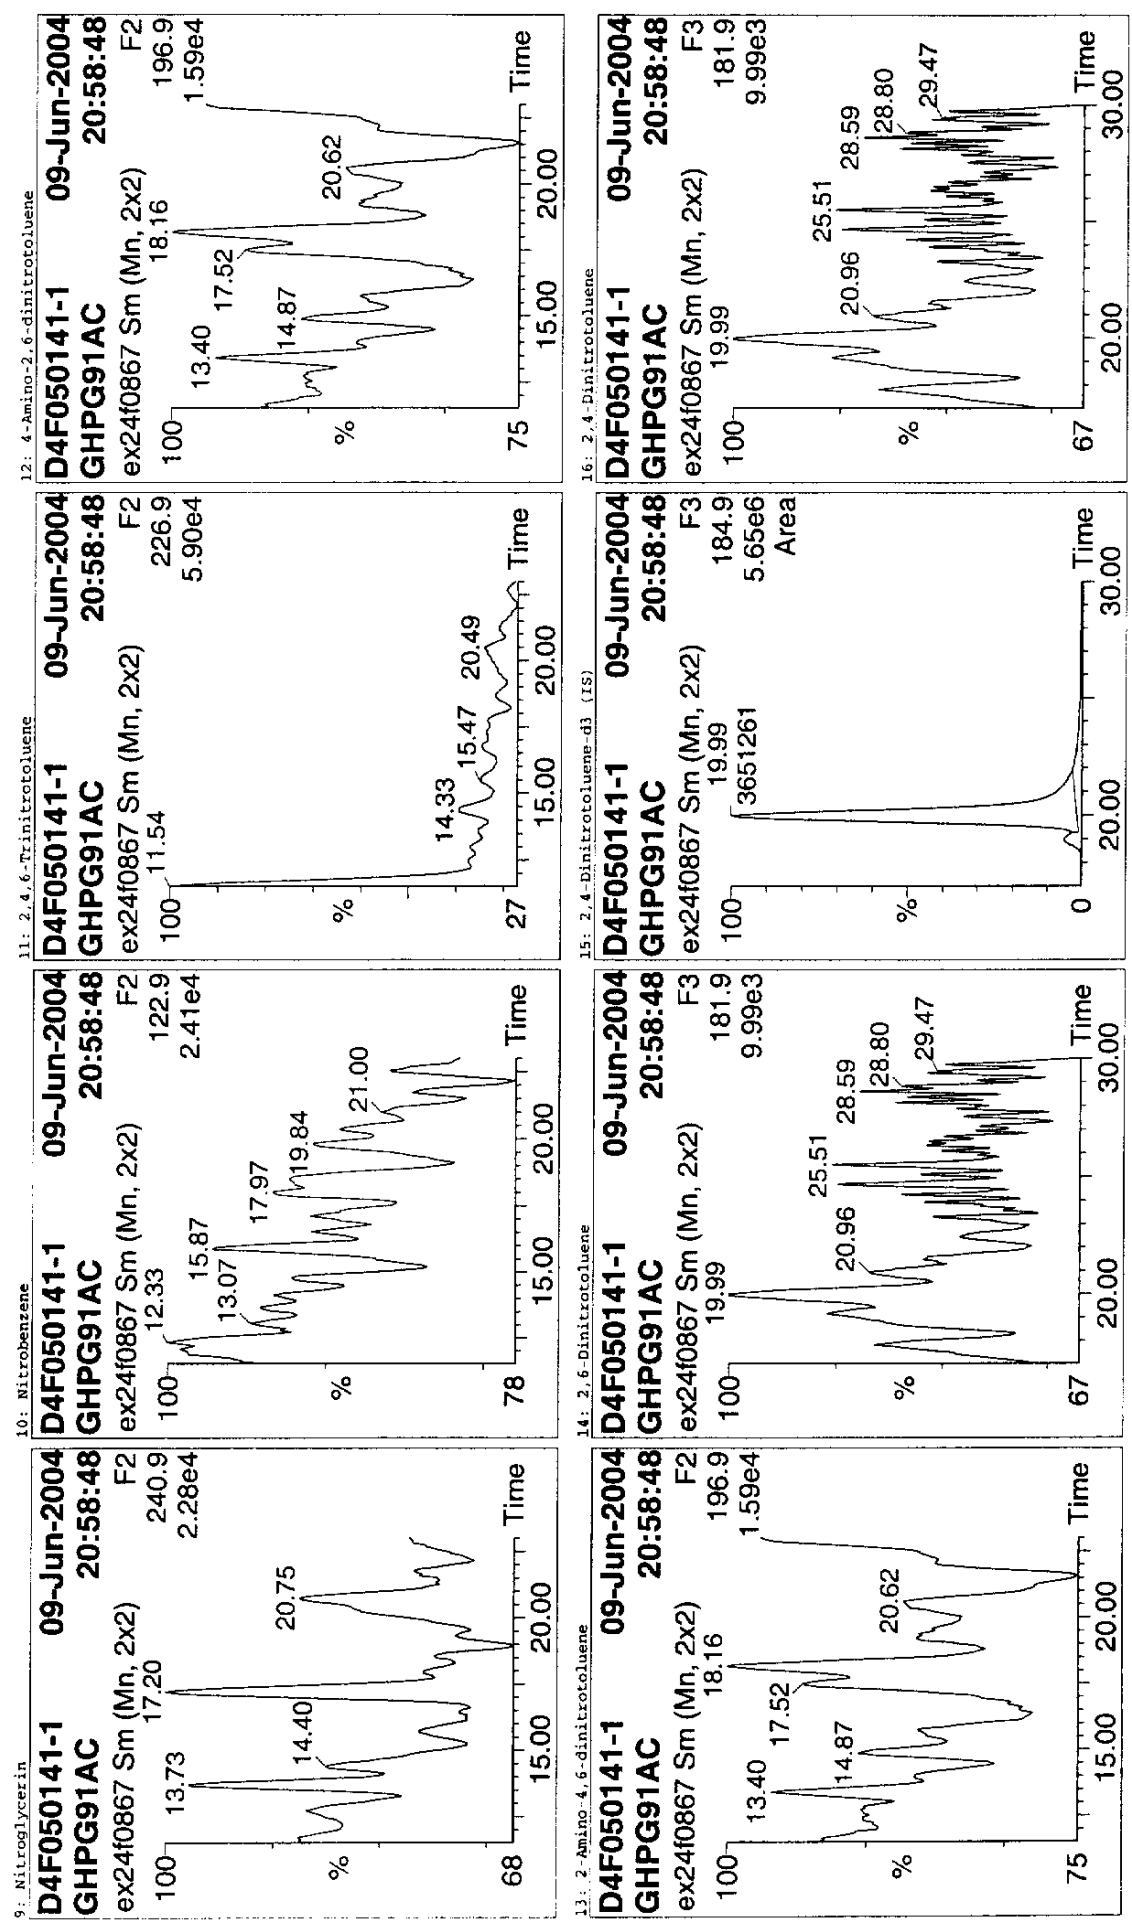 9: Nitroglycerin
D4F050141-1 09-Jun-2004
GHPG91AC 20:58:48
ex24f0867 Sm (Mn, 2x2) F2
17.20 240.9
100 2.28e4
13.73
14.40
20.75
%
68 Time
15.00 20.00
10: Nitrobenzene
D4F050141-1 09-Jun-2004
GHPG91AC 20:58:48
ex24f0867 Sm (Mn, 2x2) F2
12.33 122.9
100 2.41e4
15.87
13.07
17.97
19.84
21.00
%
78 Time
15.00 20.00
11: 2,4,6-Trinitrotoluene
D4F050141-1 09-Jun-2004
GHPG91AC 20:58:48
ex24f0867 Sm (Mn, 2x2) F2
11.54 226.9
100 5.90e4
14.33
15.47
20.49
%
27 Time
15.00 20.00
12: 4-Amino-2,6-dinitrotoluene
D4F050141-1 09-Jun-2004
GHPG91AC 20:58:48
ex24f0867 Sm (Mn, 2x2) F2
18.16 196.9
100 1.59e4
13.40
17.52
14.87
20.62
%
75 Time
15.00 20.00
13: 2-Amino-4,6-dinitrotoluene
D4F050141-1 09-Jun-2004
GHPG91AC 20:58:48
ex24f0867 Sm (Mn, 2x2) F2
18.16 196.9
100 1.59e4
13.40
17.52
14.87
20.62
%
75 Time
15.00 20.00
14: 2,6-Dinitrotoluene
D4F050141-1 09-Jun-2004
GHPG91AC 20:58:48
ex24f0867 Sm (Mn, 2x2) F3
19.99 181.9
100 9.99e3
25.51
20.96
28.59
28.80
29.47
%
67 Time
20.00 30.00
15: 2,4-Dinitrotoluene-d3 (IS)
D4F050141-1 09-Jun-2004
GHPG91AC 20:58:48
ex24f0867 Sm (Mn, 2x2) F3
19.99 184.9
100 3651261 5.65e6
Area
%
0 Time
20.00 30.00
16: 2,4-Dinitrotoluene
D4F050141-1 09-Jun-2004
GHPG91AC 20:58:48
ex24f0867 Sm (Mn, 2x2) F3
19.99 181.9
100 9.99e3
25.51
20.96
28.59
28.80
29.47
%
67 Time
20.00 30.00